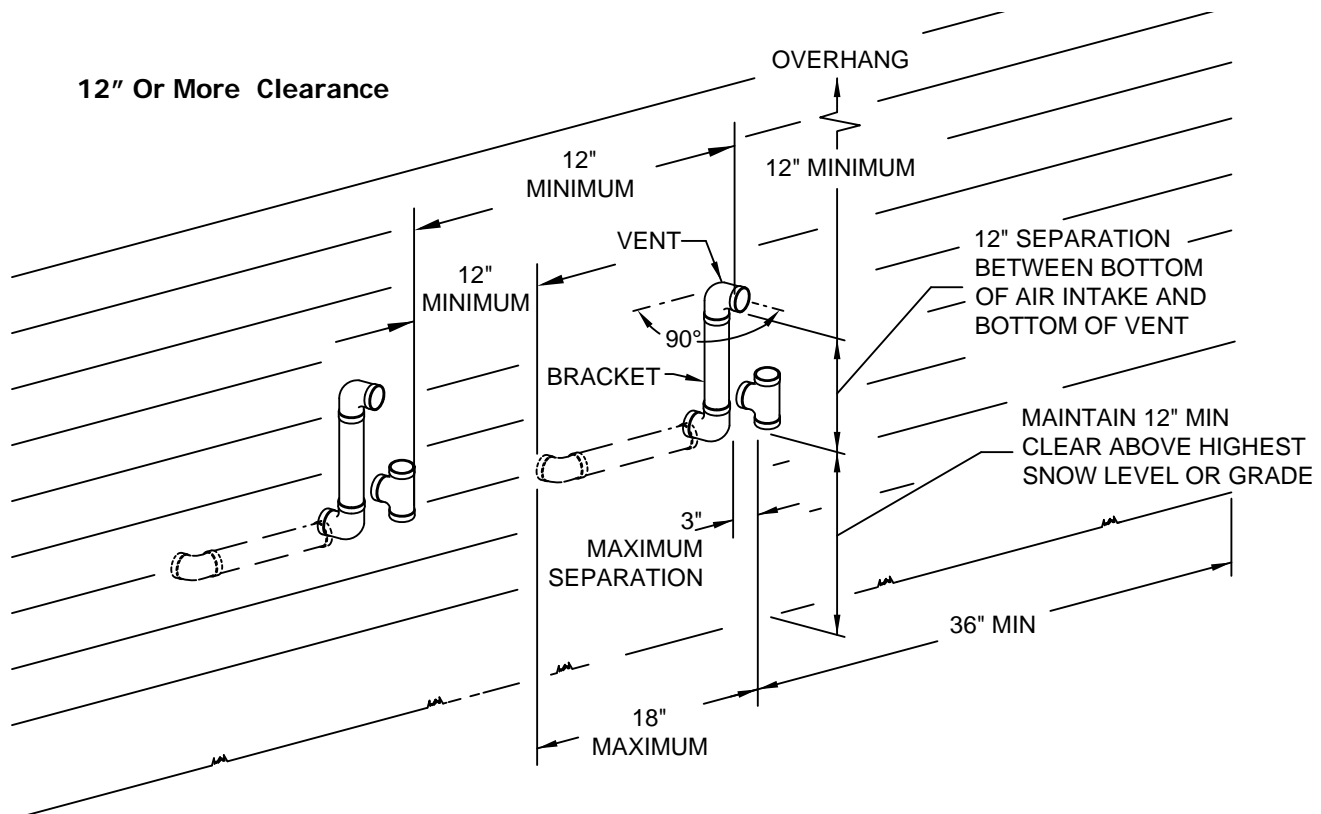 12" Or More Clearance
OVERHANG
12"
MINIMUM
12" MINIMUM
VENT
12" SEPARATION
BETWEEN BOTTOM
OF AIR INTAKE AND
BOTTOM OF VENT
12"
MINIMUM
90°
BRACKET
MAINTAIN 12" MIN
CLEAR ABOVE HIGHEST
SNOW LEVEL OR GRADE
3"
MAXIMUM
SEPARATION
36" MIN
18"
MAXIMUM